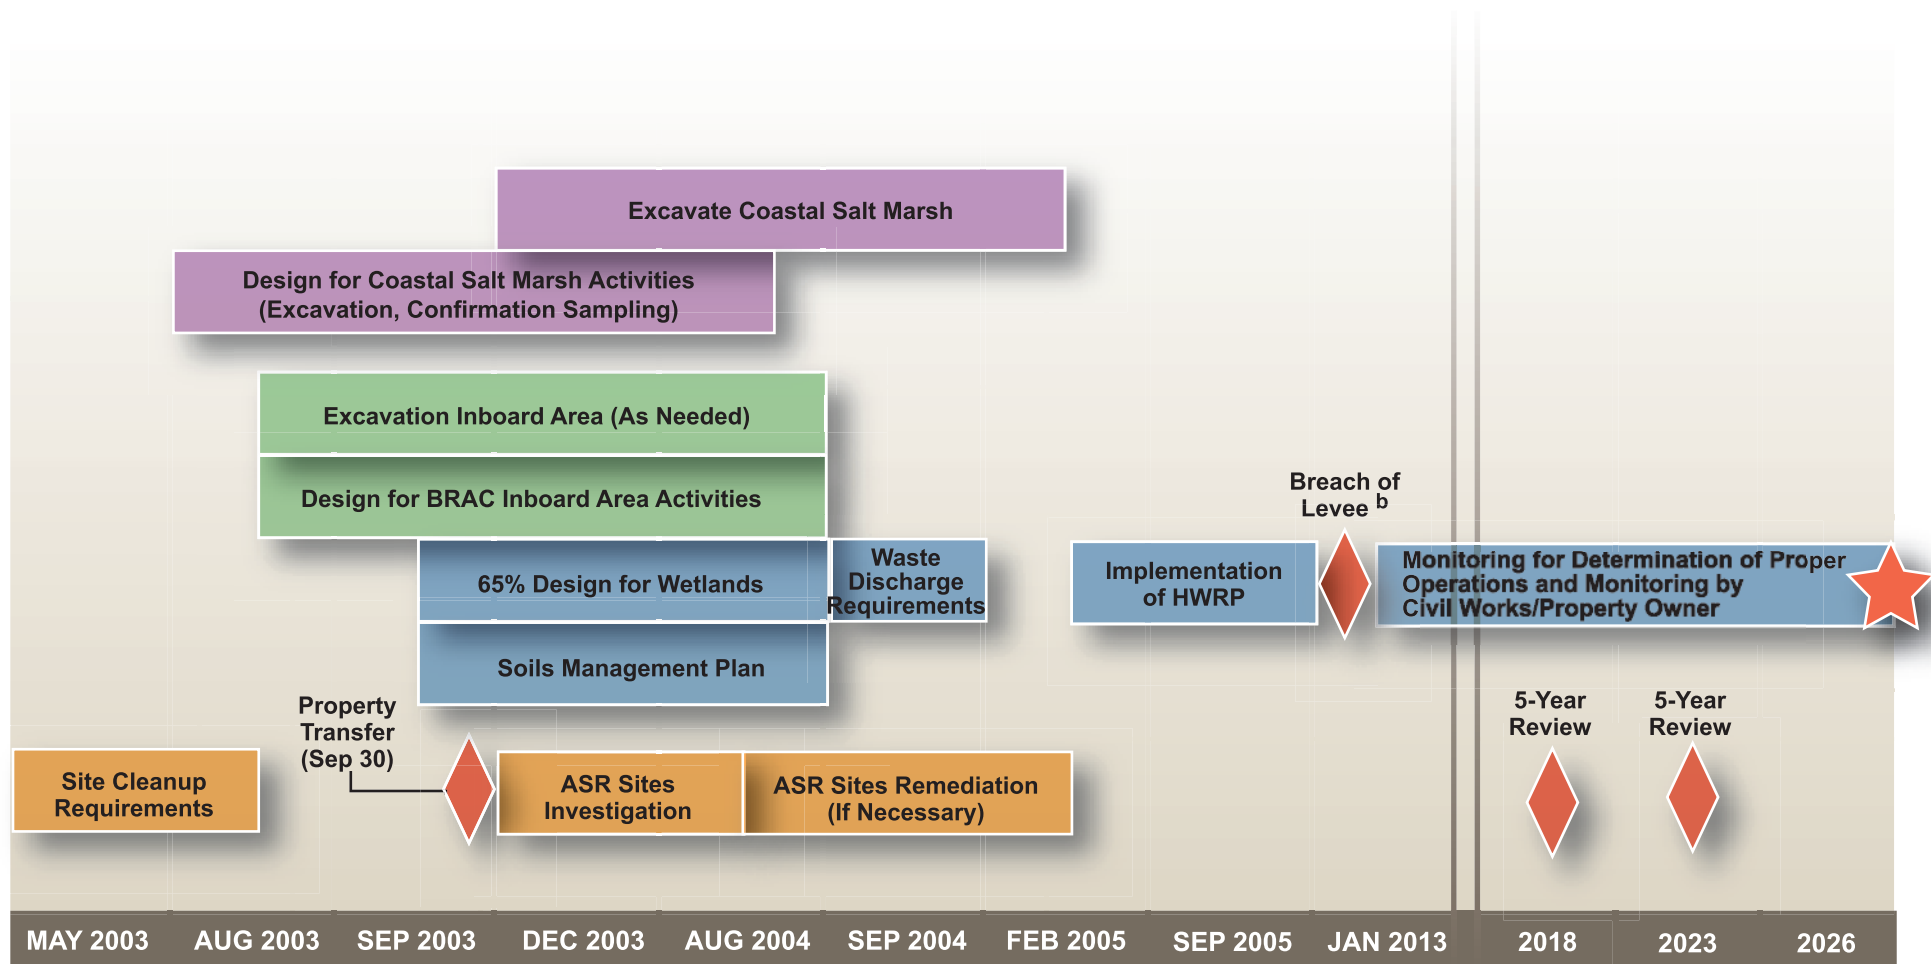 Excavate Coastal Salt Marsh
Design for Coastal Salt Marsh Activities
(Excavation, Confirmation Sampling)
Excavation Inboard Area (As Needed)
Design for BRAC Inboard Area Activities
65% Design for Wetlands
Waste
Discharge
Requirements
Soils Management Plan
Implementation
of HWRP
Breach of
Levee b
Monitoring for Determination of Proper
Operations and Monitoring by
Civil Works/Property Owner
Property
Transfer
(Sep 30)
Site Cleanup
Requirements
ASR Sites
Investigation
ASR Sites Remediation
(If Necessary)
5-Year
Review
5-Year
Review
MAY 2003
AUG 2003
SEP 2003
DEC 2003
AUG 2004
SEP 2004
FEB 2005
SEP 2005
JAN 2013
2018
2023
2026